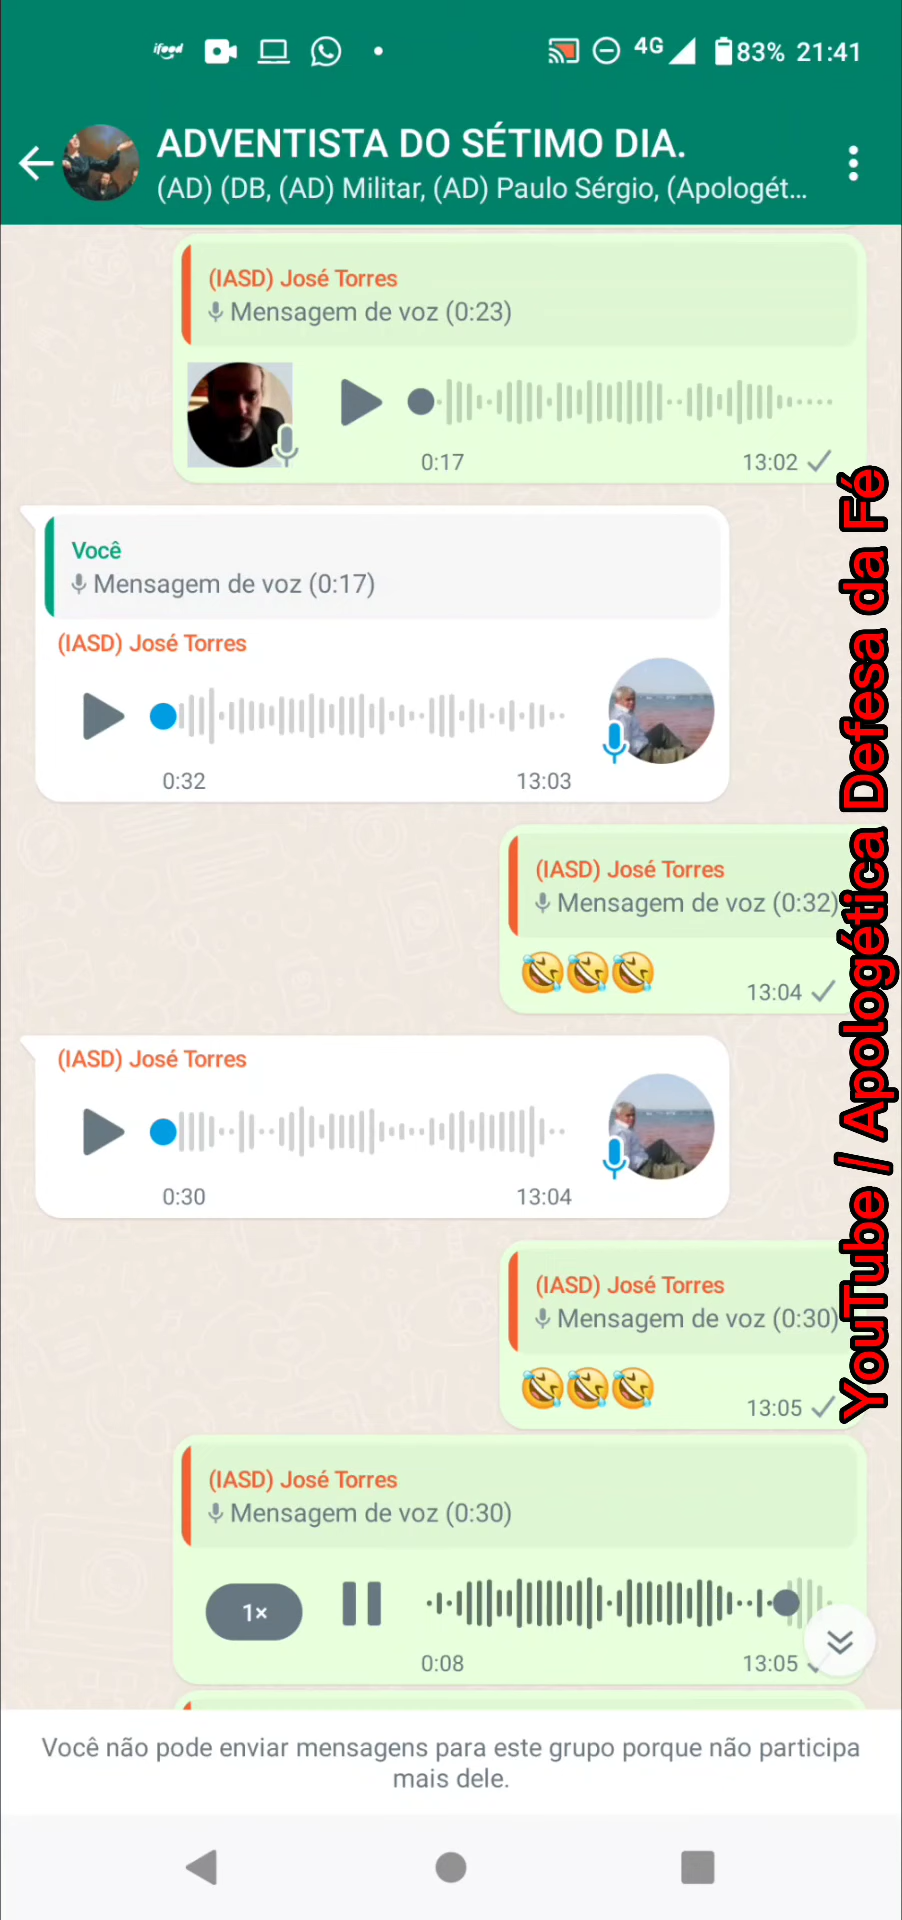 ifood
4G 83% 21:41
ADVENTISTA DO SÉTIMO DIA.
(AD) (DB, (AD) Militar, (AD) Paulo Sérgio, (Apologét...
(IASD) José Torres
Mensagem de voz (0:23)
0:17 13:02
Você
Mensagem de voz (0:17)
(IASD) José Torres
0:32 13:03
(IASD) José Torres
Mensagem de voz (0:32)
🤣🤣🤣
13:04
(IASD) José Torres
0:30 13:04
(IASD) José Torres
Mensagem de voz (0:30)
🤣🤣🤣
13:05
(IASD) José Torres
Mensagem de voz (0:30)
1×
0:08 13:05
Você não pode enviar mensagens para este grupo porque não participa
mais dele.
YouTube / Apologética Defesa da Fé